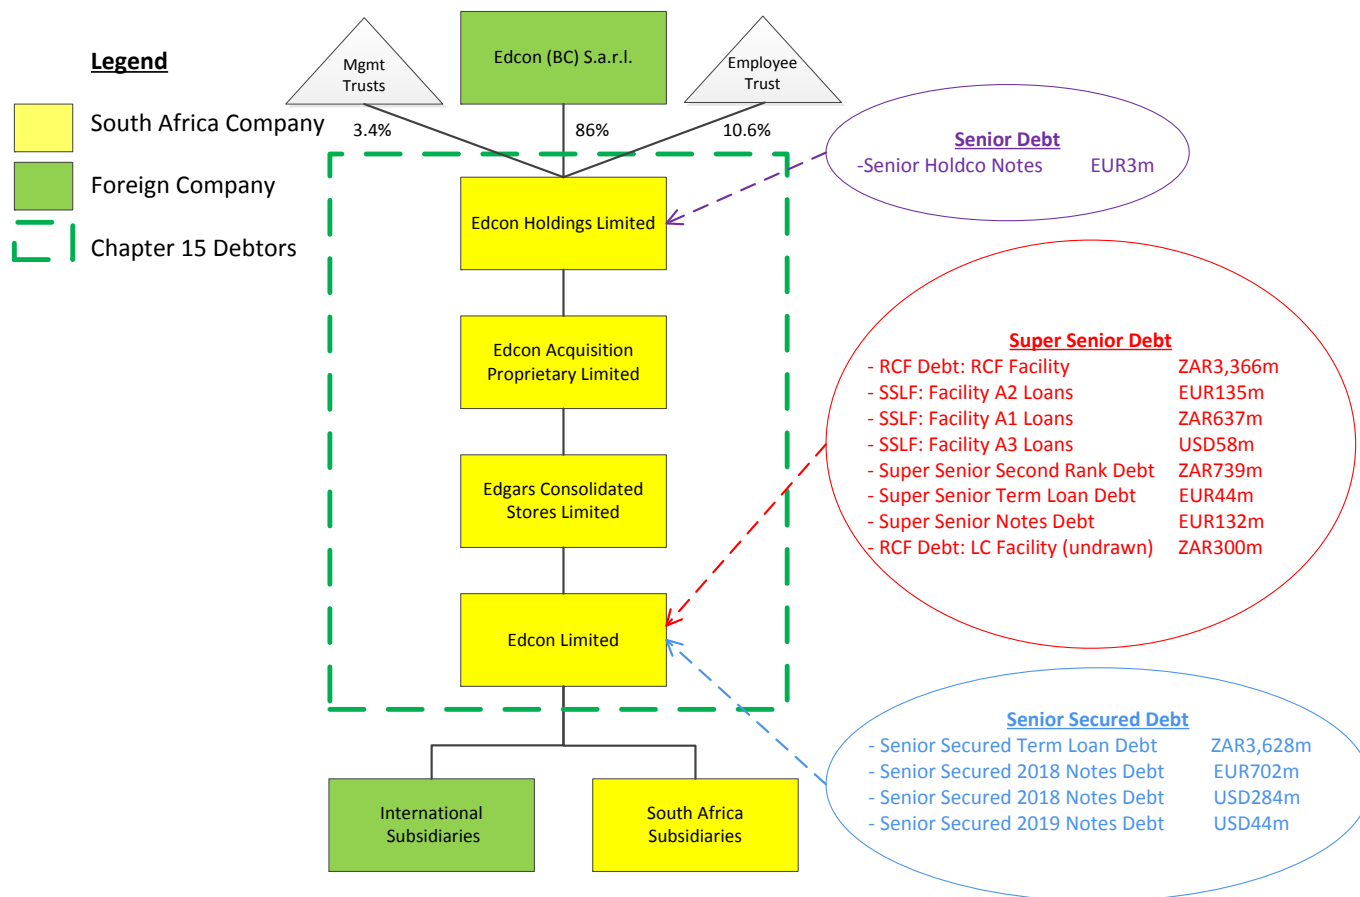 Legend
South Africa Company
Foreign Company
Chapter 15 Debtors
Mgmt
Trusts
Edcon (BC) S.a.r.l.
Employee
Trust
3.4%
86%
10.6%
Edcon Holdings Limited
Edcon Acquisition
Proprietary Limited
Edgars Consolidated
Stores Limited
Edcon Limited
International
Subsidiaries
South Africa
Subsidiaries
Senior Debt
-Senior Holdco Notes EUR3m
Super Senior Debt
- RCF Debt: RCF Facility ZAR3,366m
- SSLF: Facility A2 Loans EUR135m
- SSLF: Facility A1 Loans ZAR637m
- SSLF: Facility A3 Loans USD58m
- Super Senior Second Rank Debt ZAR739m
- Super Senior Term Loan Debt EUR44m
- Super Senior Notes Debt EUR132m
- RCF Debt: LC Facility (undrawn) ZAR300m
Senior Secured Debt
- Senior Secured Term Loan Debt ZAR3,628m
- Senior Secured 2018 Notes Debt EUR702m
- Senior Secured 2018 Notes Debt USD284m
- Senior Secured 2019 Notes Debt USD44m